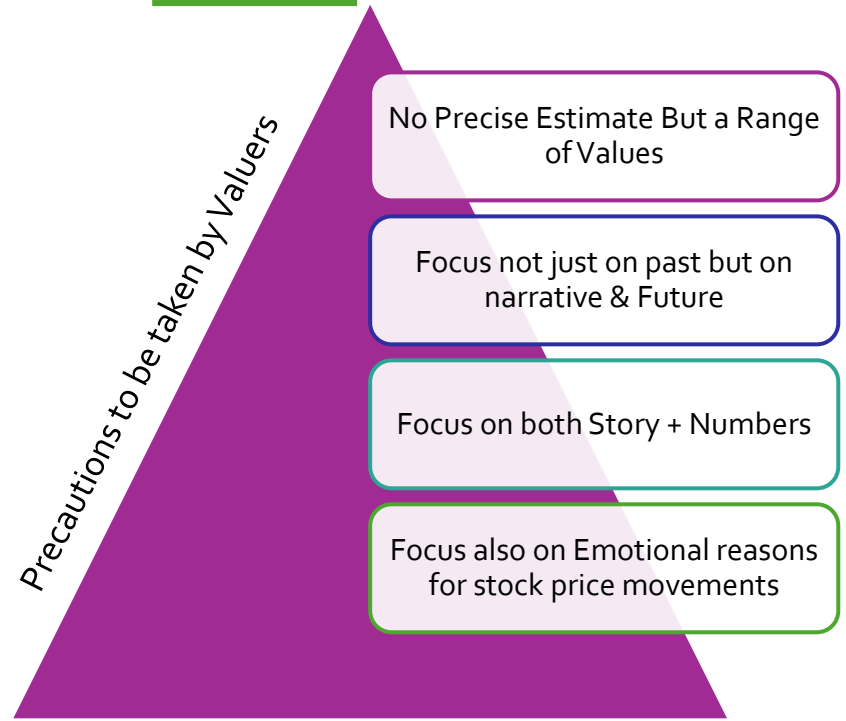 Precautions to be taken by Valuers
No Precise Estimate But a Range
of Values
Focus not just on past but on
narrative & Future
Focus on both Story + Numbers
Focus also on Emotional reasons
for stock price movements